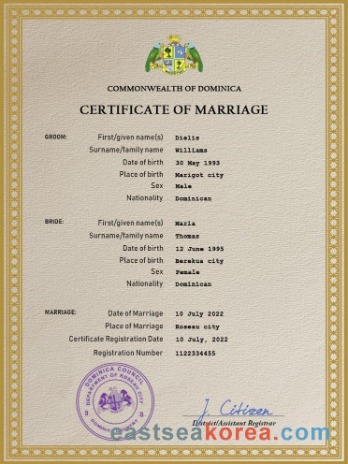 COMMONWEALTH OF DOMINICA
CERTIFICATE OF MARRIAGE
GROOM: First/given name(s) Dielis
Surname/family name Williams
Date of birth 30 May 1993
Place of birth Marigot city
Sex Male
Nationality Dominican
BRIDE: First/given name(s) Maria
Surname/family name Thomas
Date of birth 12 June 1995
Place of birth Berekua city
Sex Female
Nationality Dominican
MARRIAGE: Date of Marriage 10 July 2022
Place of Marriage Roseau city
Certificate Registration Date 10 July, 2022
Registration Number 1122334455
DOMINICA COUNCIL
DEPARTMENT OF ROSEAU CITY
J. Citizen
District/Assistant Registrar
eastseakorea.com